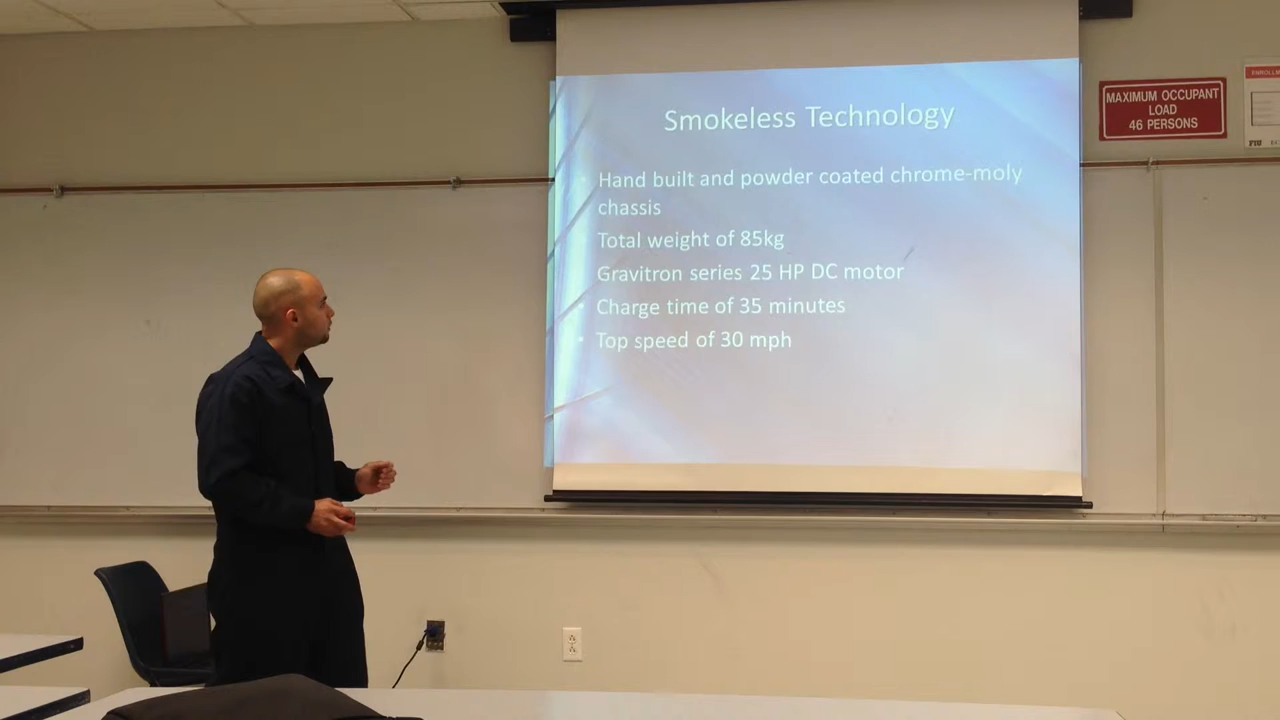 Smokeless Technology
Hand built and powder coated chrome-moly
chassis
Total weight of 85kg
Gravitron series 25 HP DC motor
Charge time of 35 minutes
Top speed of 30 mph
MAXIMUM OCCUPANT
LOAD
46 PERSONS
FIU